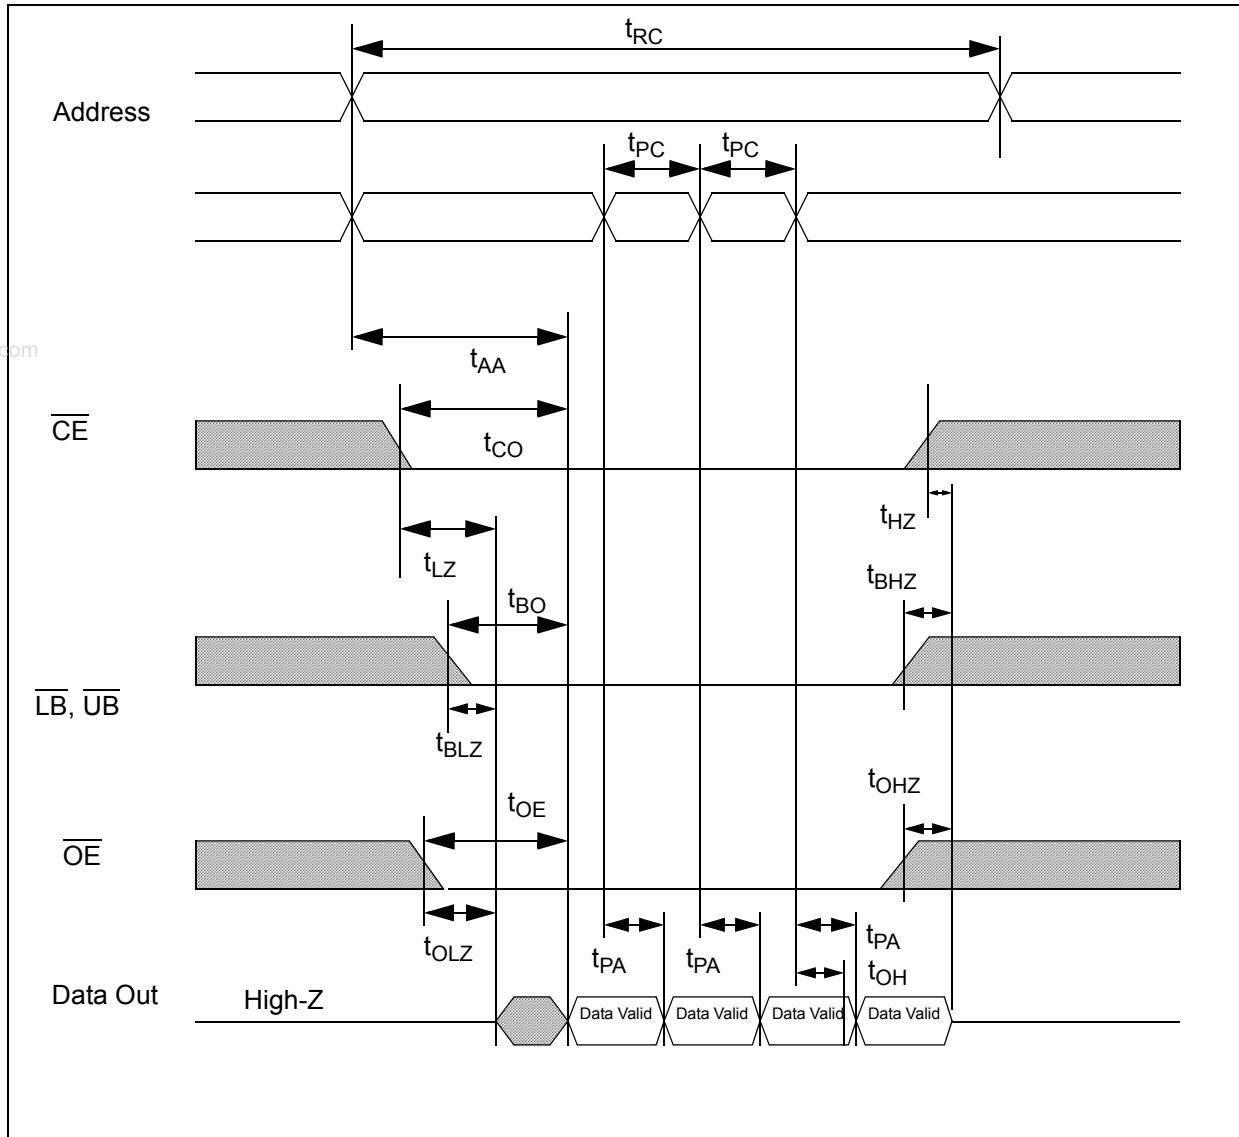 tRC
Address
tPC tPC
com
tAA
CE
tCO
tHZ
tLZ
tBHZ
tBO
LB, UB
tBLZ
tOHZ
tOE
OE
tPA
tOLZ
tPA tPA
tOH
Data Out High-Z
Data Valid Data Valid Data Valid Data Valid